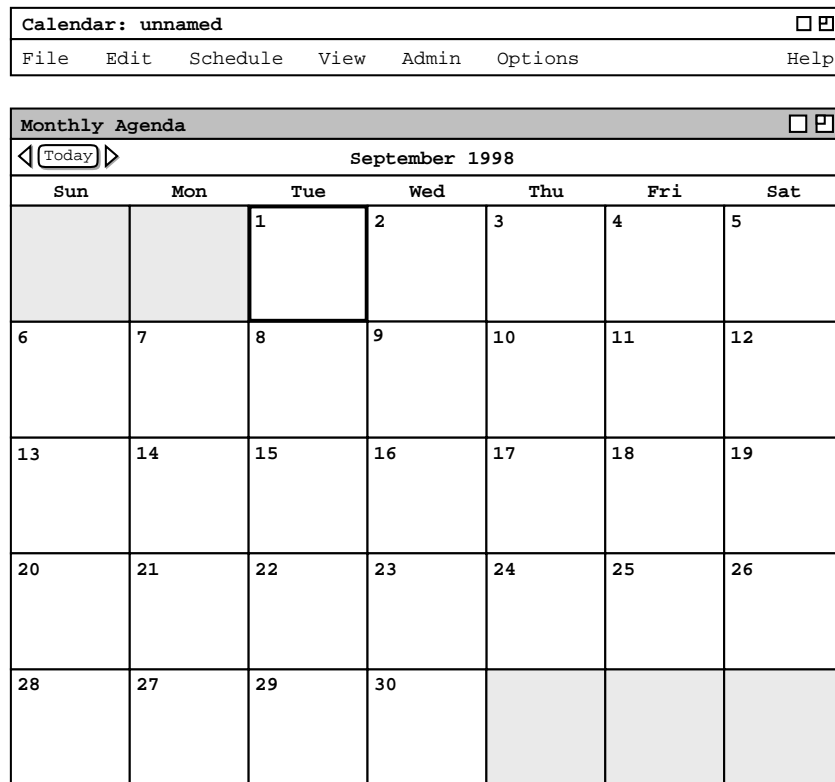 Calendar: unnamed
File Edit Schedule View Admin Options Help
Monthly Agenda
Today September 1998
Sun Mon Tue Wed Thu Fri Sat
1 2 3 4 5
6 7 8 9 10 11 12
13 14 15 16 17 18 19
20 21 22 23 24 25 26
28 27 29 30